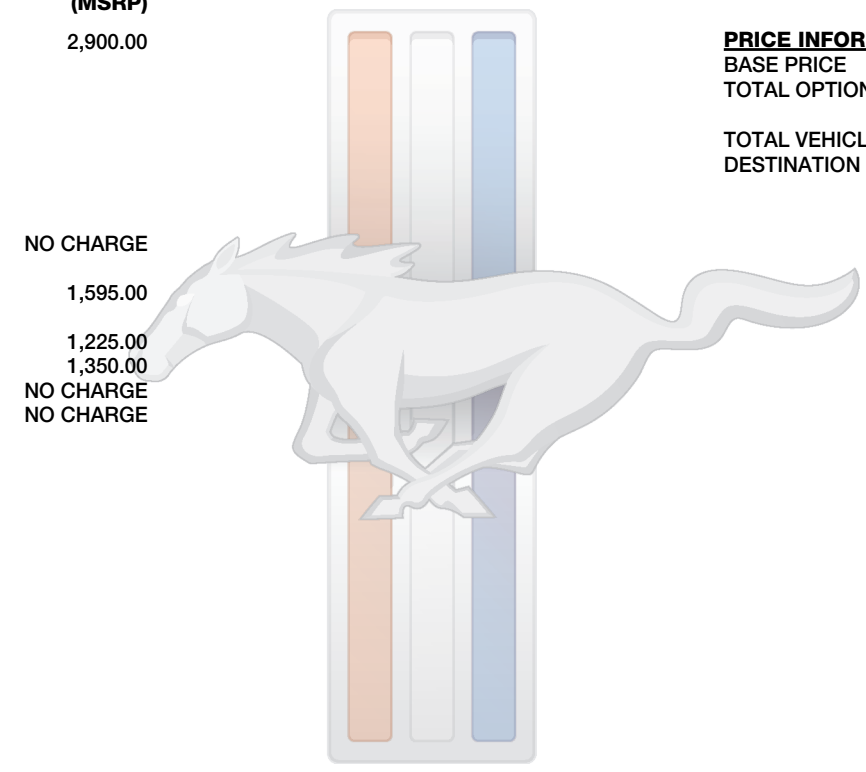 (MSRP)
2,900.00
NO CHARGE
1,595.00
1,225.00
1,350.00
NO CHARGE
NO CHARGE
PRICE INFOR
BASE PRICE
TOTAL OPTION
TOTAL VEHICL
DESTINATION